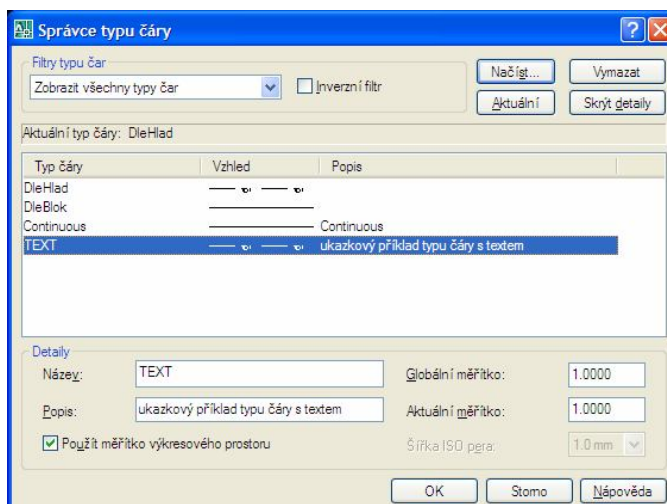 Správce typu čáry
Filtry typu čar
Zobrazit všechny typy čar
Inverzní filtr
Načíst...
Vymazat
Aktuální
Skrýt detaily
Aktuální typ čáry: DleHlad
Typ čáry Vzhled Popis
DleHlad
DleBlok
Continuous Continuous
TEXT ukazkový příklad typu čáry s textem
Detaily
Název: TEXT Globální měřítko: 1.0000
Popis: ukazkový příklad typu čáry s textem Aktuální měřítko: 1.0000
Použít měřítko výkresového prostoru Šířka ISO pera: 1.0 mm
OK Storno Nápověda